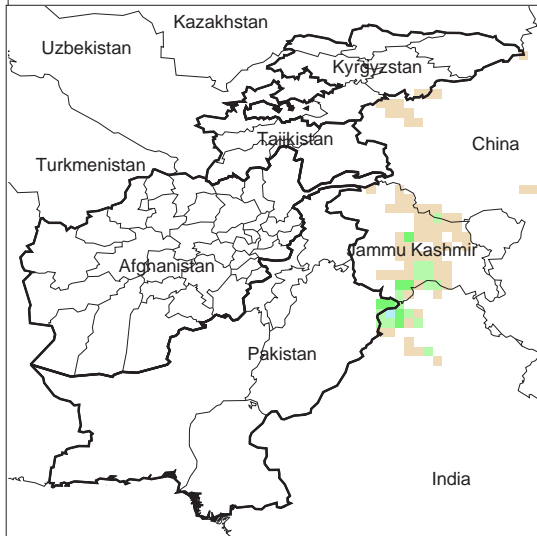 Kazakhstan
Uzbekistan
Kyrgyzstan
China
Tajikistan
Turkmenistan
Jammu Kashmir
Afghanistan
Pakistan
India